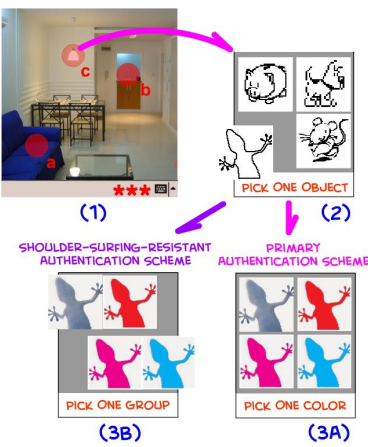 c
b
a
***
(1)
PICK ONE OBJECT
(2)
SHOULDER-SURFING-RESISTANT
AUTHENTICATION SCHEME
PRIMARY
AUTHENTICATION SCHEME
PICK ONE GROUP
(3B)
PICK ONE COLOR
(3A)